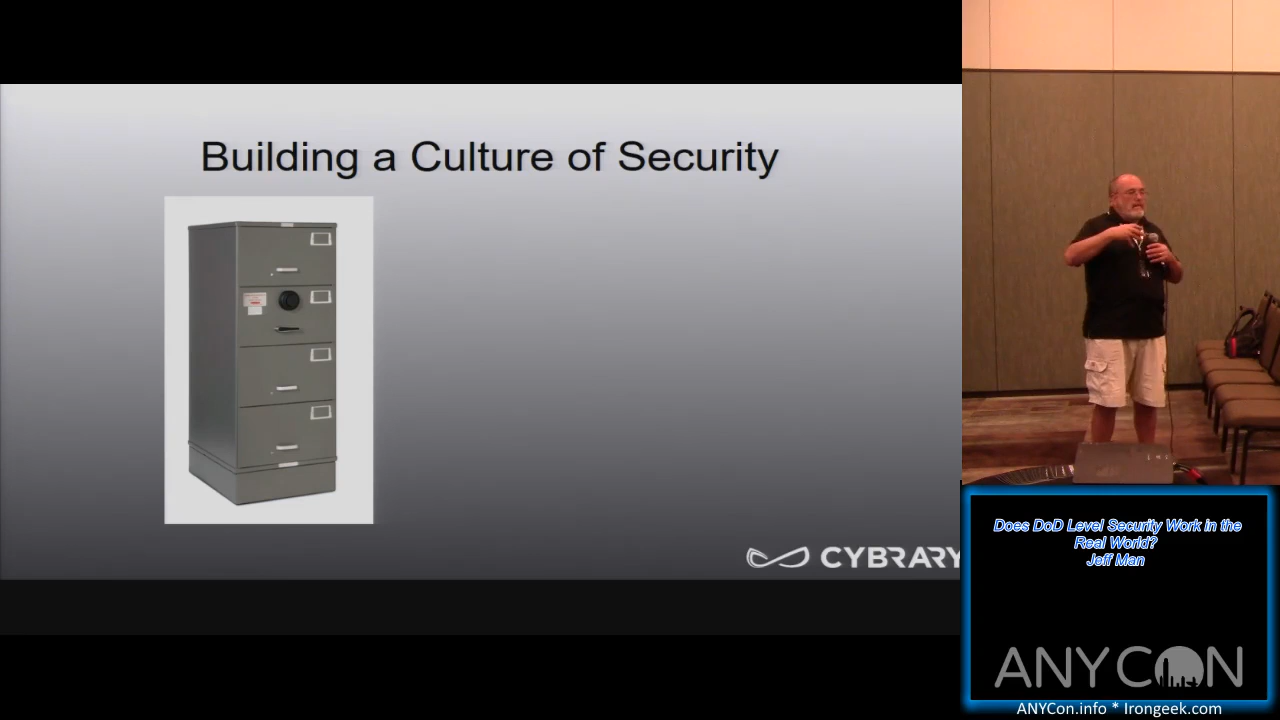 Building a Culture of Security
CYBRARY
Does DoD Level Security Work in the
Real World?
Jeff Man
ANYCON
ANYCon.info * Irongeek.com